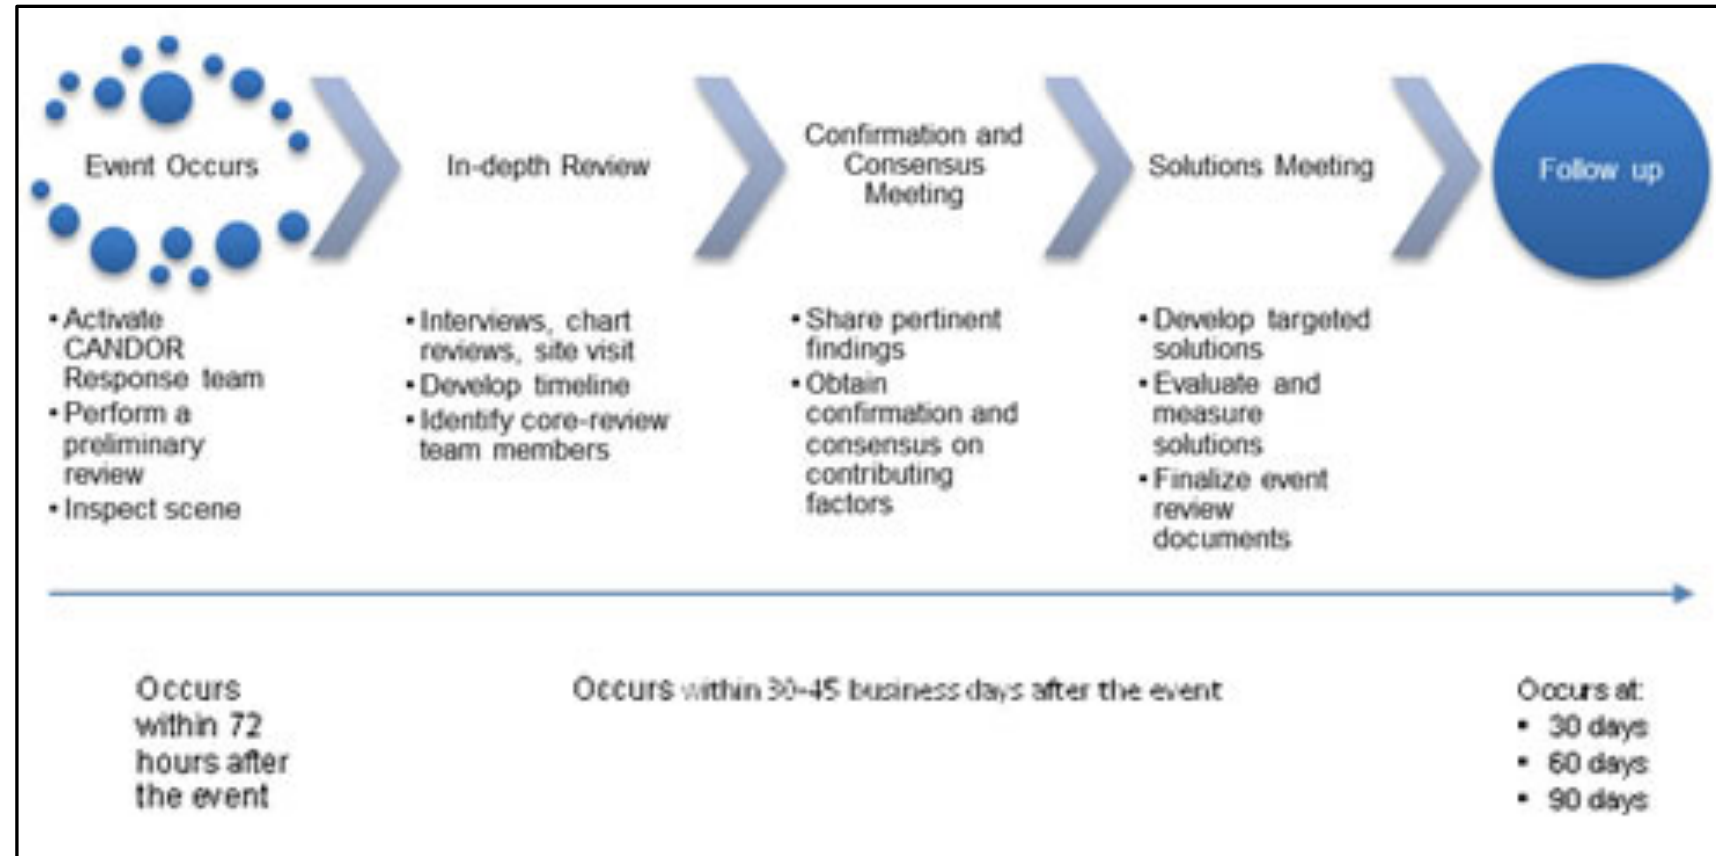 Event Occurs
In-depth Review
Confirmation and
Consensus
Meeting
Solutions Meeting
Follow up
• Activate
CANDOR
Response team
• Perform a
preliminary
review
• Inspect scene
• Interviews, chart
reviews, site visit
• Develop timeline
• Identify core-review
team members
• Share pertinent
findings
• Obtain
confirmation and
consensus on
contributing
factors
• Develop targeted
solutions
• Evaluate and
measure
solutions
• Finalize event
review
documents
Occurs
within 72
hours after
the event
Occurs within 30-45 business days after the event
Occurs at:
▪ 30 days
▪ 60 days
▪ 90 days